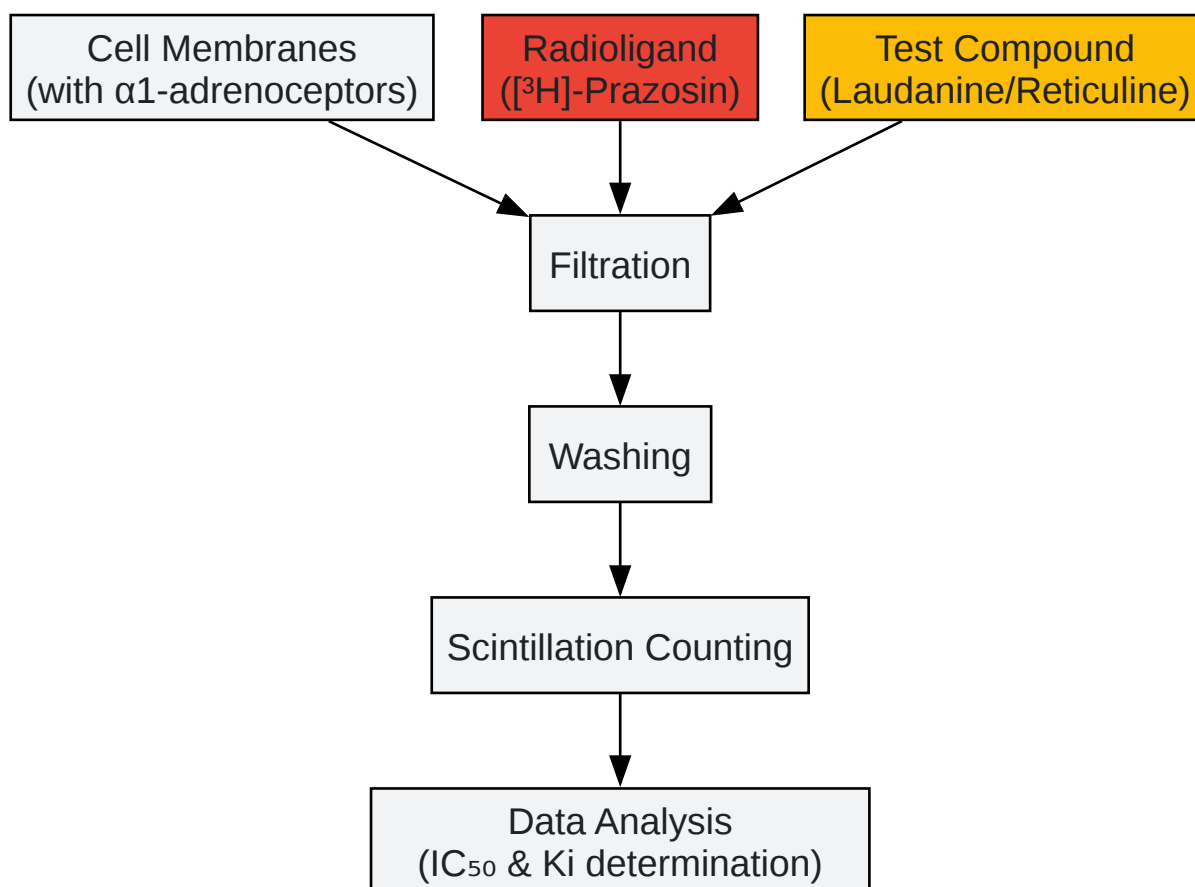 Cell Membranes
(with α1-adrenoceptors)
Radioligand
([³H]-Prazosin)
Test Compound
(Laudanine/Reticuline)
Filtration
Washing
Scintillation Counting
Data Analysis
(IC₅₀ & Ki determination)